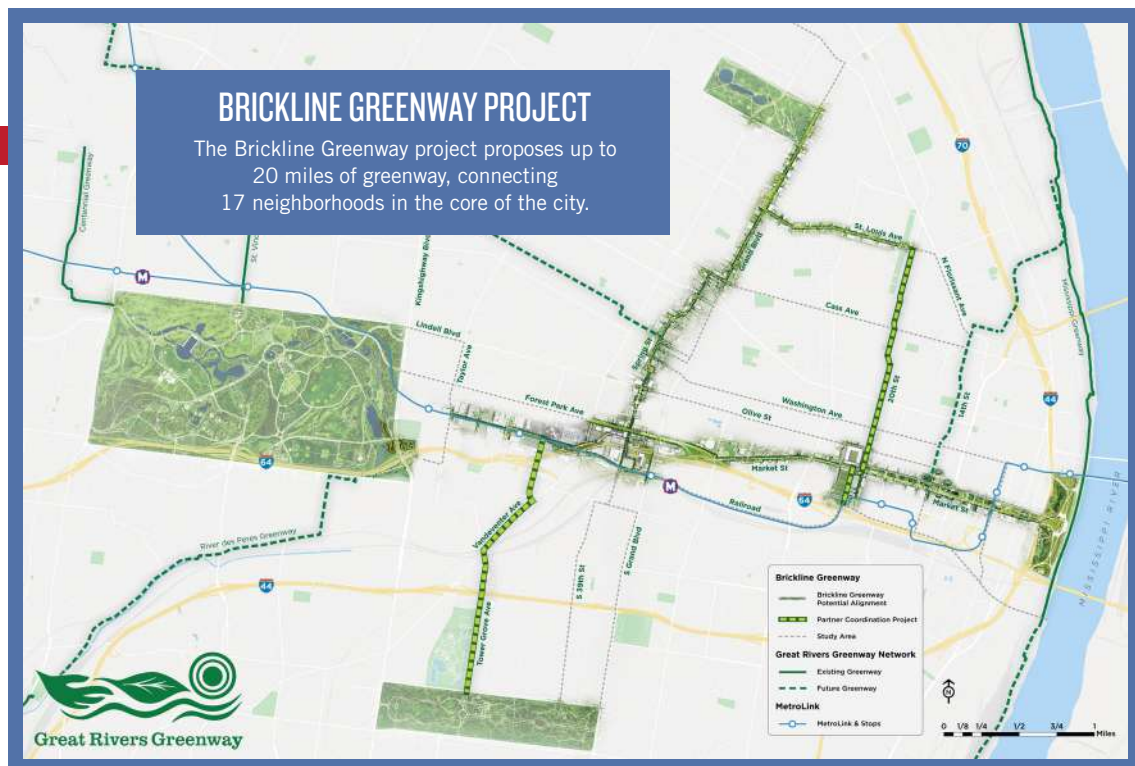 BRICKLINE GREENWAY PROJECT
The Brickline Greenway project proposes up to
20 miles of greenway, connecting
17 neighborhoods in the core of the city.
Centennial Greenway
St. Vinc
Kingshighway Blvd
M
70
Grand Blvd
St. Louis Ave
N Florissant Ave
Mississippi Greenway
Cass Ave
Lindell Blvd
Taylor Ave
Spring St
Forest Park Ave
Washington Ave
Olive St
20th St
14th St
44
64
Market St
M
64
Railroad
Market St
MISSISSIPPI RIVER
Vandeventer Ave
River des Peres Greenway
44
S 39th St
S Grand Blvd
Tower Grove Ave
Brickline Greenway
Brickline Greenway
Potential Alignment
Partner Coordination Project
Study Area
Great Rivers Greenway Network
Existing Greenway
Future Greenway
MetroLink
MetroLink & Stops
N
0 1/8 1/4 1/2 3/4 1
Miles
Great Rivers Greenway